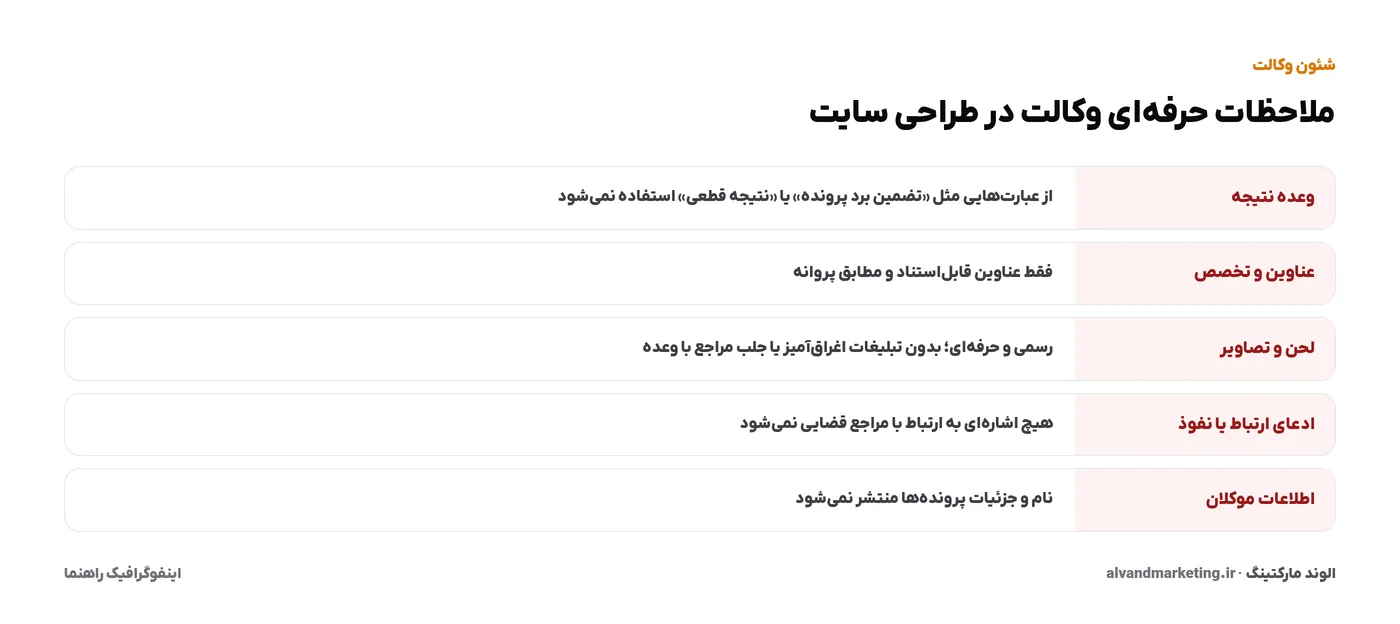 شئون وکالت
ملاحظات حرفه‌ای وکالت در طراحی سایت
وعده نتیجه
از عبارت‌هایی مثل «تضمین برد پرونده» یا «نتیجه قطعی» استفاده نمی‌شود
عناوین و تخصص
فقط عناوین قابل‌استناد و مطابق پروانه
لحن و تصاویر
رسمی و حرفه‌ای؛ بدون تبلیغات اغراق‌آمیز یا جلب مراجع با وعده
ادعای ارتباط یا نفوذ
هیچ اشاره‌ای به ارتباط با مراجع قضایی نمی‌شود
اطلاعات موکلان
نام و جزئیات پرونده‌ها منتشر نمی‌شود
الوند مارکتینگ · alvandmarketing.ir
اینفوگرافیک راهنما